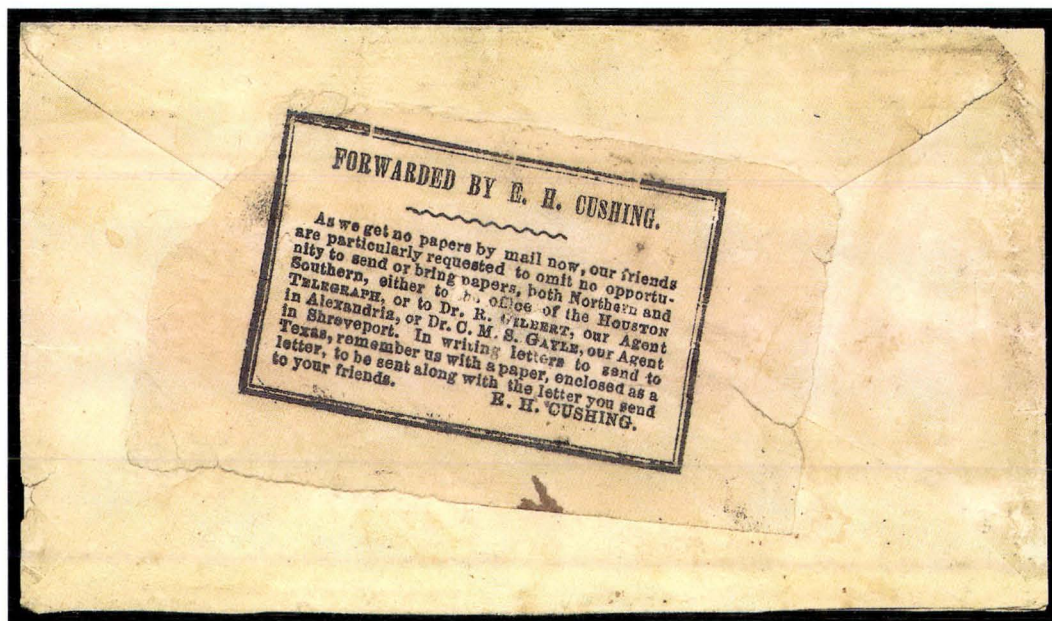 FORWARDED BY E. H. CUSHING.
As we get no papers by mail now, our friends
are particularly requested to omit no opportu-
nity to send or bring papers, both Northern and
Southern, either to office of the HOUSTON
TELEGRAPH, or to Dr. R. GILBERT, our Agent
in Alexandria, or Dr. C. M. S. GAYLE, our Agent
in Shreveport. In writing letters to send to
Texas, remember us with a paper, enclosed as a
letter, to be sent along with the letter you send
to your friends.
E. H. CUSHING.